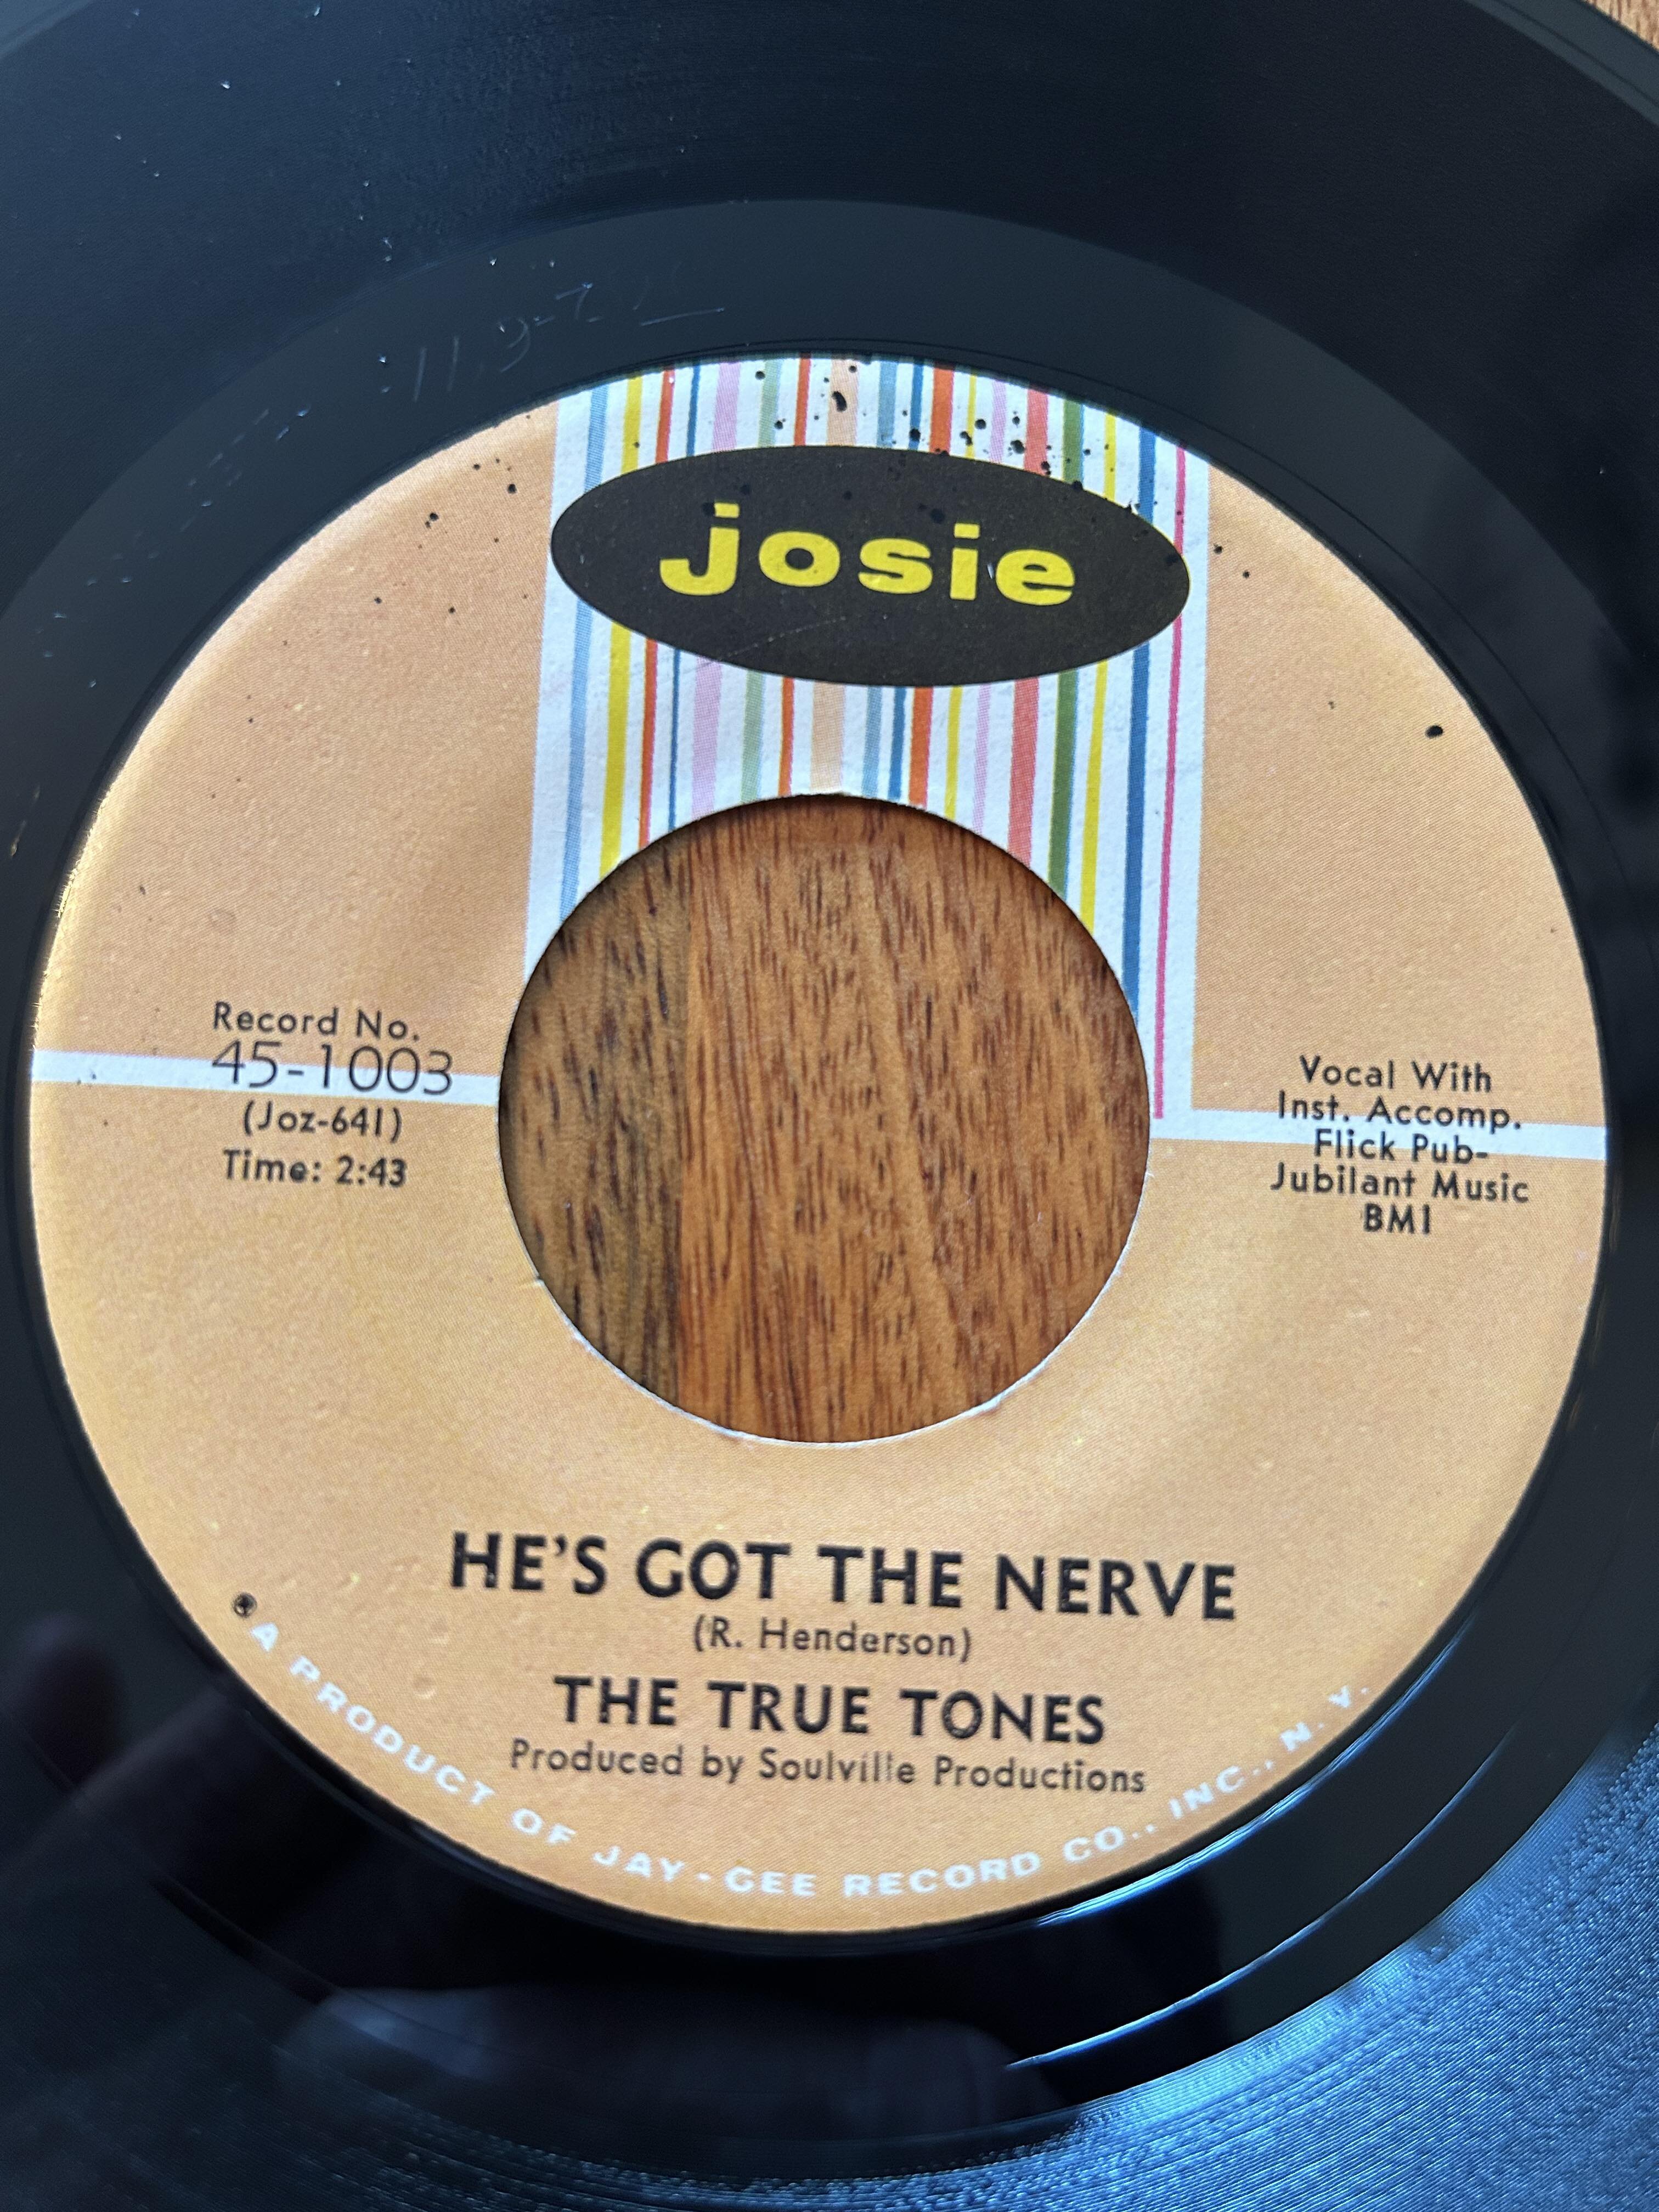 josie
Record No.
45-1003
(Joz-641)
Time: 2:43
Vocal With
Inst. Accomp.
Flick Pub-
Jubilant Music
BMI
HE'S GOT THE NERVE
(R. Henderson)
THE TRUE TONES
Produced by Soulville Productions
A PRODUCT OF JAY-GEE RECORD CO., INC., N. Y.